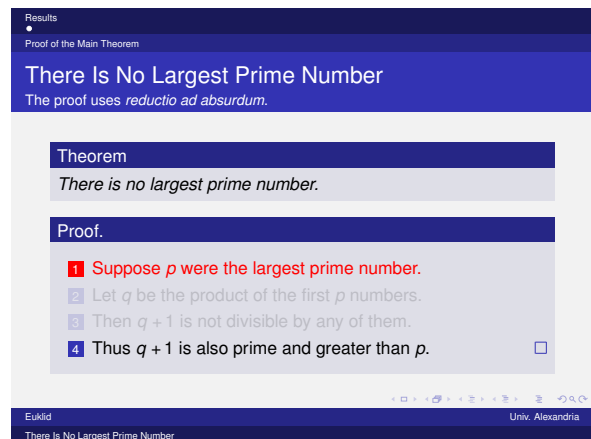 Results
Proof of the Main Theorem
There Is No Largest Prime Number
The proof uses reductio ad absurdum.
Theorem
There is no largest prime number.
Proof.
1 Suppose p were the largest prime number.
2 Let q be the product of the first p numbers.
3 Then q + 1 is not divisible by any of them.
4 Thus q + 1 is also prime and greater than p. □
Euklid Univ. Alexandria
There Is No Largest Prime Number